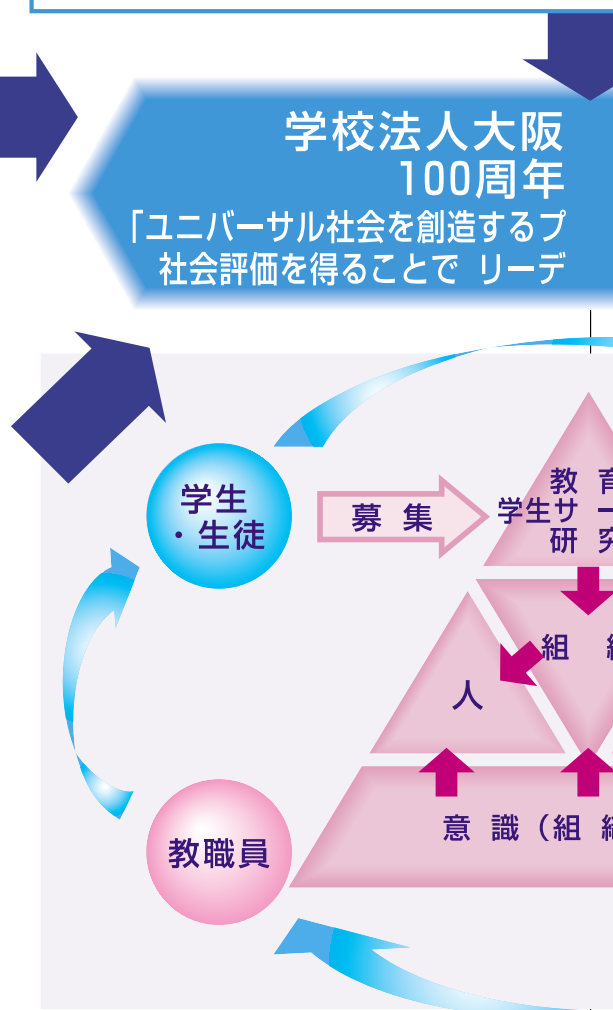 学校法人大阪
100周年
「ユニバーサル社会を創造するプ
社会評価を得ることで リーデ
学生
・生徒
募 集
教 育
学生サー
研 究
組
人
意 識(組
教職員